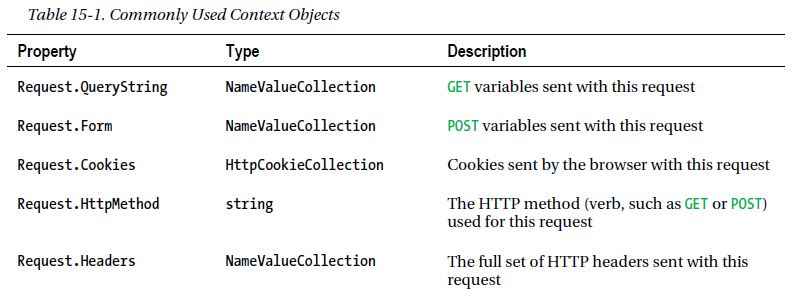 Table 15-1. Commonly Used Context Objects
Property Type Description
Request.QueryString NameValueCollection GET variables sent with this request
Request.Form NameValueCollection POST variables sent with this request
Request.Cookies HttpCookieCollection Cookies sent by the browser with this request
Request.HttpMethod string The HTTP method (verb, such as GET or POST)
used for this request
Request.Headers NameValueCollection The full set of HTTP headers sent with this
request